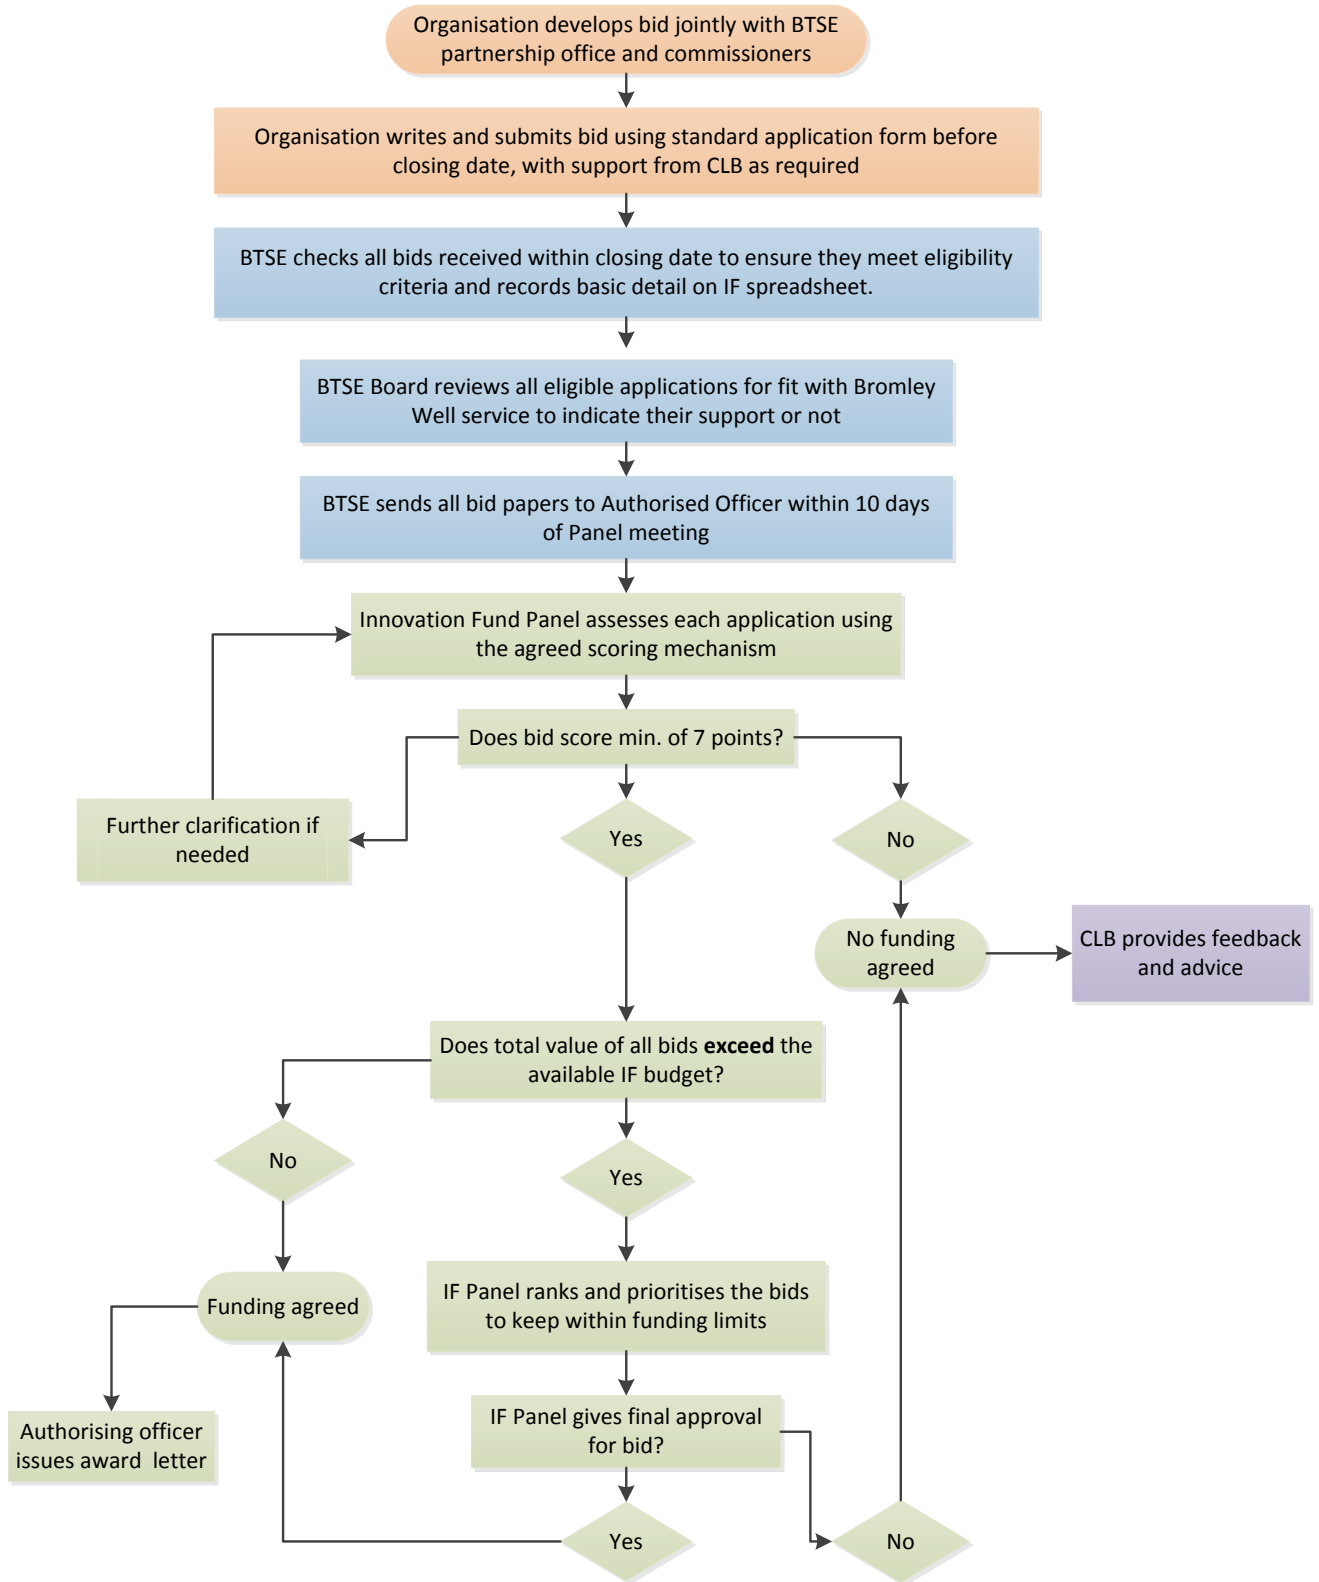 Organisation develops bid jointly with BTSE
partnership office and commissioners
Organisation writes and submits bid using standard application form before
closing date, with support from CLB as required
BTSE checks all bids received within closing date to ensure they meet eligibility
criteria and records basic detail on IF spreadsheet.
BTSE Board reviews all eligible applications for fit with Bromley
Well service to indicate their support or not
BTSE sends all bid papers to Authorised Officer within 10 days
of Panel meeting
Innovation Fund Panel assesses each application using
the agreed scoring mechanism
Does bid score min. of 7 points?
Further clarification if
needed
Yes
No
No funding
agreed
CLB provides feedback
and advice
Does total value of all bids exceed the
available IF budget?
No
Yes
Funding agreed
IF Panel ranks and prioritises the bids
to keep within funding limits
Authorising officer
issues award letter
IF Panel gives final approval
for bid?
Yes
No